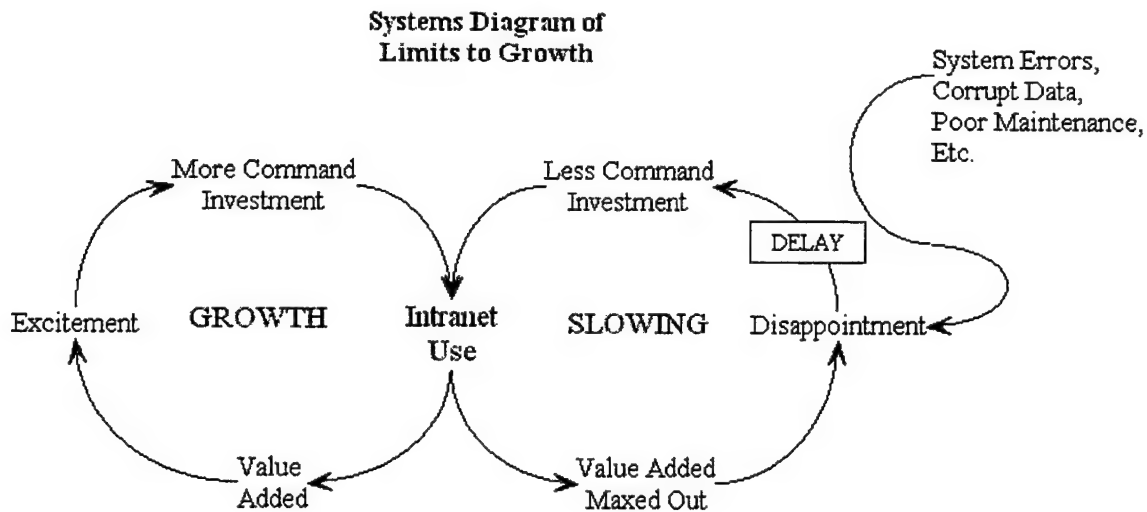 Systems Diagram of
Limits to Growth
System Errors,
Corrupt Data,
Poor Maintenance,
Etc.
More Command
Investment
Less Command
Investment
DELAY
Excitement
GROWTH
Intranet
Use
SLOWING
Disappointment
Value
Added
Value Added
Maxed Out